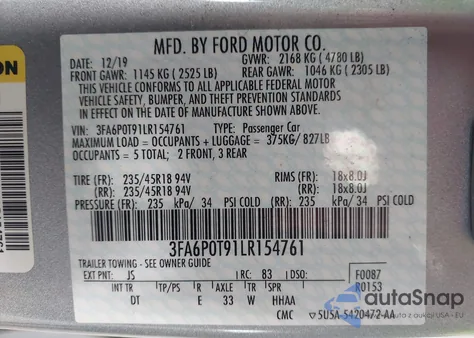 MFD. BY FORD MOTOR CO.
DATE: 12/19 GVWR: 2168 KG (4780 LB)
FRONT GAWR: 1145 KG (2525 LB) REAR GAWR: 1046 KG (2305 LB)
THIS VEHICLE CONFORMS TO ALL APPLICABLE FEDERAL MOTOR
VEHICLE SAFETY, BUMPER, AND THEFT PREVENTION STANDARDS
IN EFFECT ON THE DATE OF MANUFACTURE SHOWN ABOVE.
VIN: 3FA6P0T91LR154761 TYPE: Passenger Car
MAXIMUM LOAD = OCCUPANTS + LUGGAGE = 375KG/ 827LB
OCCUPANTS = 5 TOTAL: 2 FRONT, 3 REAR
TIRE (FR): 235/45R18 94V RIMS (FR): 18x8.0J
(RR): 235/45R18 94V (RR): 18x8.0J
PRESSURE (FR): 235 kPa/ 34 PSI COLD (RR): 235 kPa/ 34 PSI COLD
3FA6P0T91LR154761
TRAILER TOWING - SEE OWNER GUIDE
EXT PNT: JS RC: 83 DSO: F0087
R0153
INT TR TP/PS R AXLE TR SPR
DT E 33 W HHAA
CMC 5U5A-5420472-AA
autoSnap